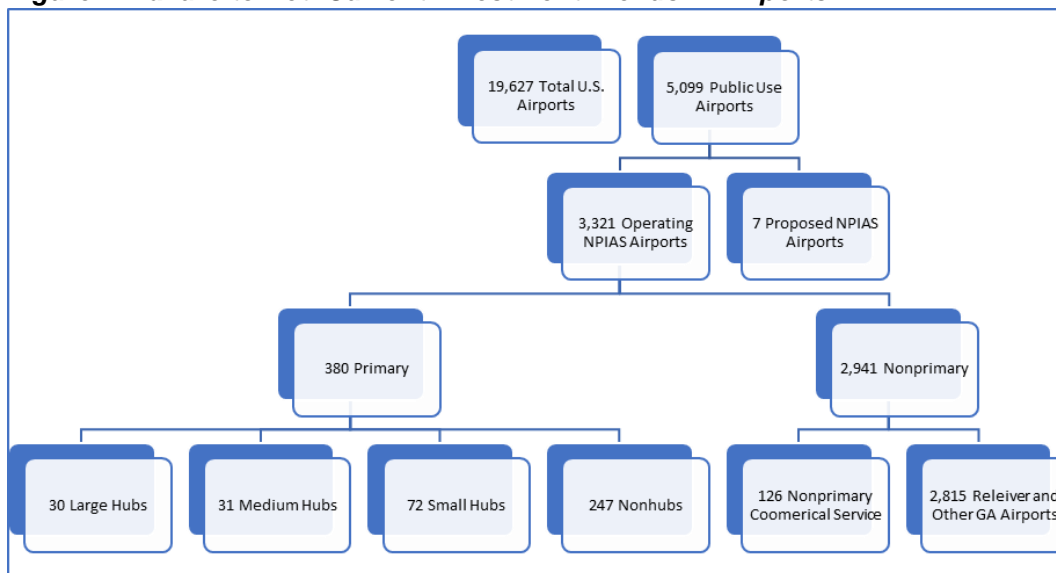 19,627 Total U.S.
Airports
5,099 Public Use
Airports
3,321 Operating
NPIAS Airports
7 Proposed NPIAS
Airports
380 Primary
2,941 Nonprimary
30 Large Hubs
31 Medium Hubs
72 Small Hubs
247 Nonhubs
126 Nonprimary
Coomerical Service
2,815 Releiver and
Other GA Airports